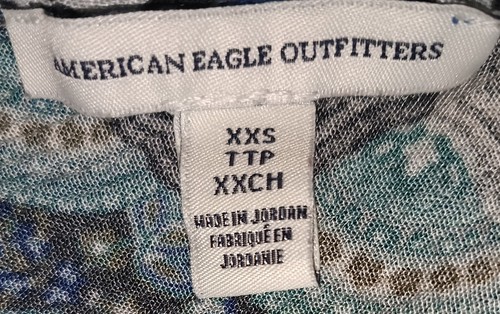 AMERICAN EAGLE OUTFITTERS
XXS
TTP
XXCH
MADE IN JORDAN
FABRIQUÉ EN
JORDANIE